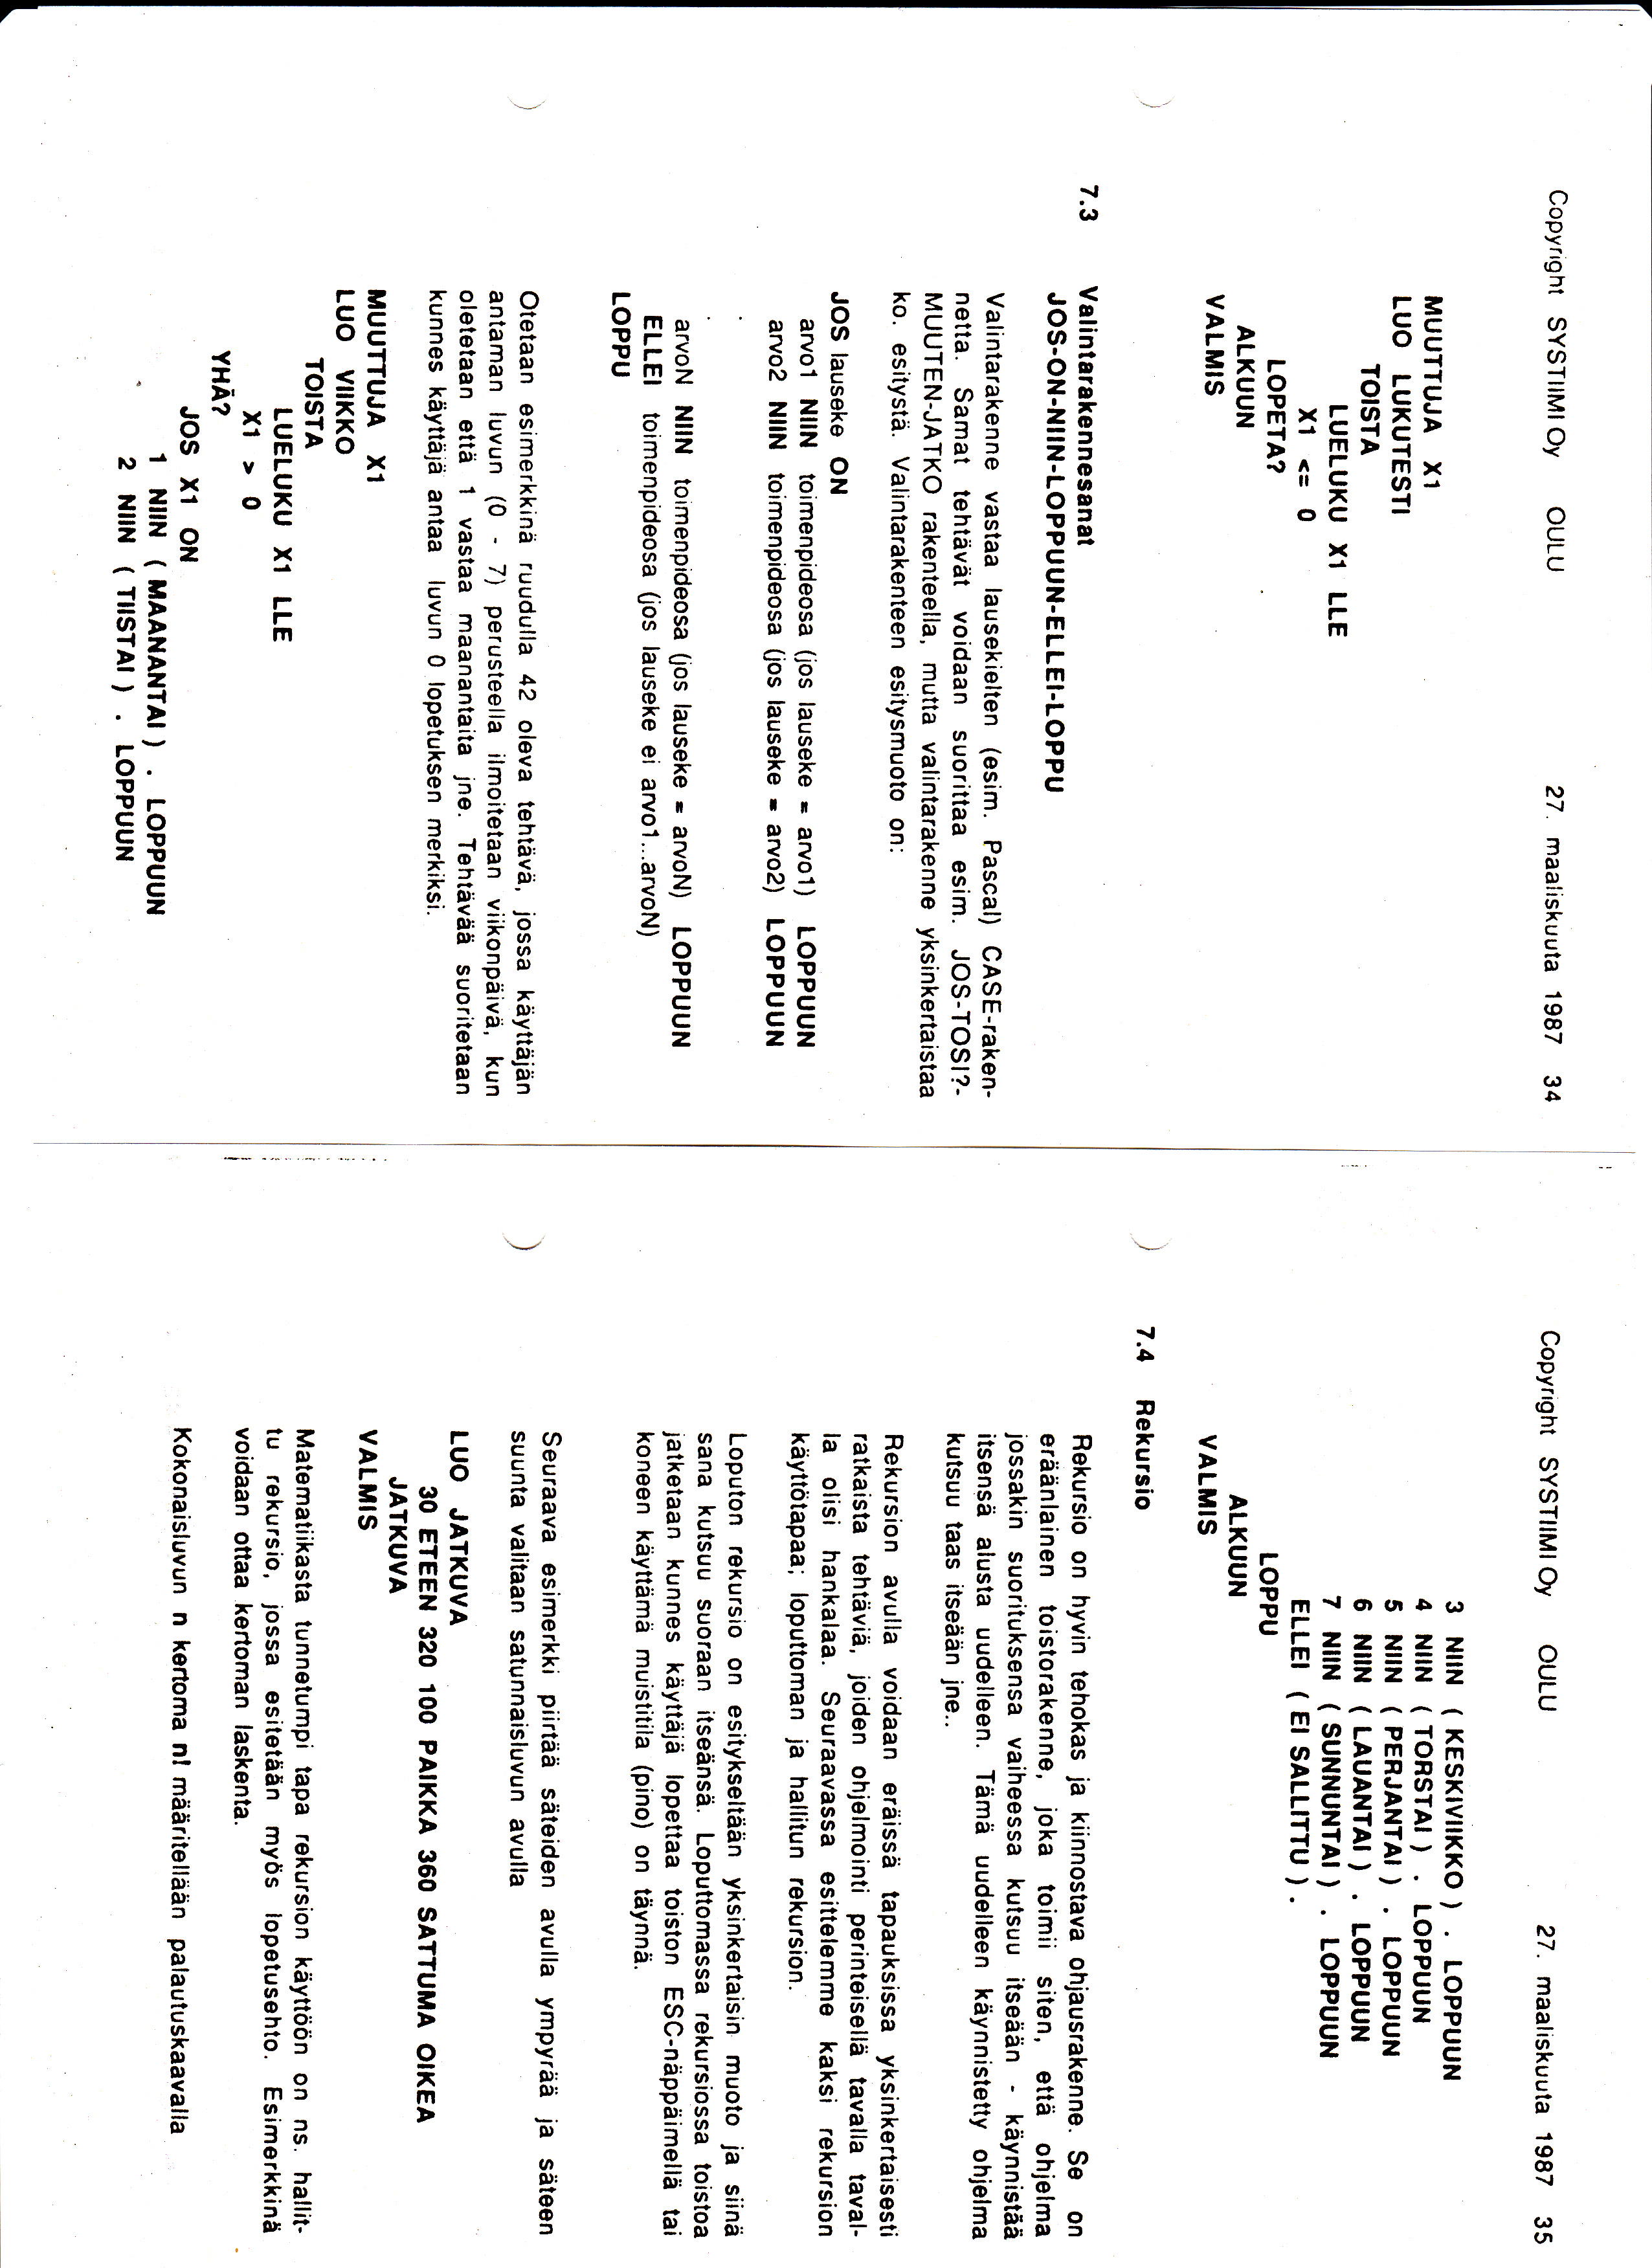 Copyright SYSTIIMI Oy OULU 27. maaliskuuta 1987 34
MUUTTUJA X1
LUO LUKUTESTI
TOISTA
LUELUKU X1 LLE
X1 <= 0
LOPETA?
ALKUUN
VALMIS
7.3 Valintarakennesanat
JOS-ON-NIIN-LOPPUUN-ELLEI-LOPPU
Valintarakenne vastaa lausekielten (esim. Pascal) CASE-raken-
netta. Samat tehtävät voidaan suorittaa esim. JOS-TOSI?-
MUUTEN-JATKO rakenteella, mutta valintarakenne yksinkertaistaa
ko. esitystä. Valintarakenteen esitysmuoto on:
JOS lauseke ON
arvo1 NIIN toimenpideosa (jos lauseke = arvo1) LOPPUUN
arvo2 NIIN toimenpideosa (jos lauseke = arvo2) LOPPUUN
.
.
arvoN NIIN toimenpideosa (jos lauseke = arvoN) LOPPUUN
ELLEI toimenpideosa (jos lauseke ei arvo1...arvoN)
LOPPU
Otetaan esimerkkinä ruudulla 42 oleva tehtävä, jossa käyttäjän
antaman luvun (0 - 7) perusteella ilmoitetaan viikonpäivä, kun
oletetaan että 1 vastaa maanantaita jne. Tehtävää suoritetaan
kunnes käyttäjä antaa luvun 0 lopetuksen merkiksi.
MUUTTUJA X1
LUO VIIKKO
TOISTA
LUELUKU X1 LLE
X1 > 0
YHÄ?
JOS X1 ON
1 NIIN ( MAANANTAI ) . LOPPUUN
2 NIIN ( TIISTAI ) . LOPPUUN
Copyright SYSTIIMI Oy OULU 27. maaliskuuta 1987 35
3 NIIN ( KESKIVIIKKO ) . LOPPUUN
4 NIIN ( TORSTAI ) . LOPPUUN
5 NIIN ( PERJANTAI ) . LOPPUUN
6 NIIN ( LAUANTAI ) . LOPPUUN
7 NIIN ( SUNNUNTAI ) . LOPPUUN
ELLEI ( EI SALLITTU ) .
LOPPU
ALKUUN
VALMIS
7.4 Rekursio
Rekursio on hyvin tehokas ja kiinnostava ohjausrakenne. Se on
eräänlainen toistorakenne, joka toimii siten, että ohjelma
jossakin suorituksensa vaiheessa kutsuu itseään - käynnistää
itsensä alusta uudelleen. Tämä uudelleen käynnistetty ohjelma
kutsuu taas itseään jne..
Rekursion avulla voidaan eräissä tapauksissa yksinkertaisesti
ratkaista tehtäviä, joiden ohjelmointi perinteisellä tavalla taval-
la olisi hankalaa. Seuraavassa esittelemme kaksi rekursion
käyttötapaa; loputtoman ja hallitun rekursion.
Loputon rekursio on esitykseltään yksinkertaisin muoto ja siinä
sana kutsuu suoraan itseänsä. Loputtomassa rekursiossa toistoa
jatketaan kunnes käyttäjä lopettaa toiston ESC-näppäimellä tai
koneen käyttämä muistitila (pino) on täynnä.
Seuraava esimerkki piirtää säteiden avulla ympyrää ja säteen
suunta valitaan satunnaisluvun avulla
LUO JATKUVA
30 ETEEN 320 100 PAIKKA 360 SATTUMA OIKEA
JATKUVA
VALMIS
Matematiikasta tunnetumpi tapa rekursion käyttöön on ns. hallit-
tu rekursio, jossa esitetään myös lopetusehto. Esimerkkinä
voidaan ottaa kertoman laskenta.
Kokonaisluvun n kertoma n! määritellään palautuskaavalla